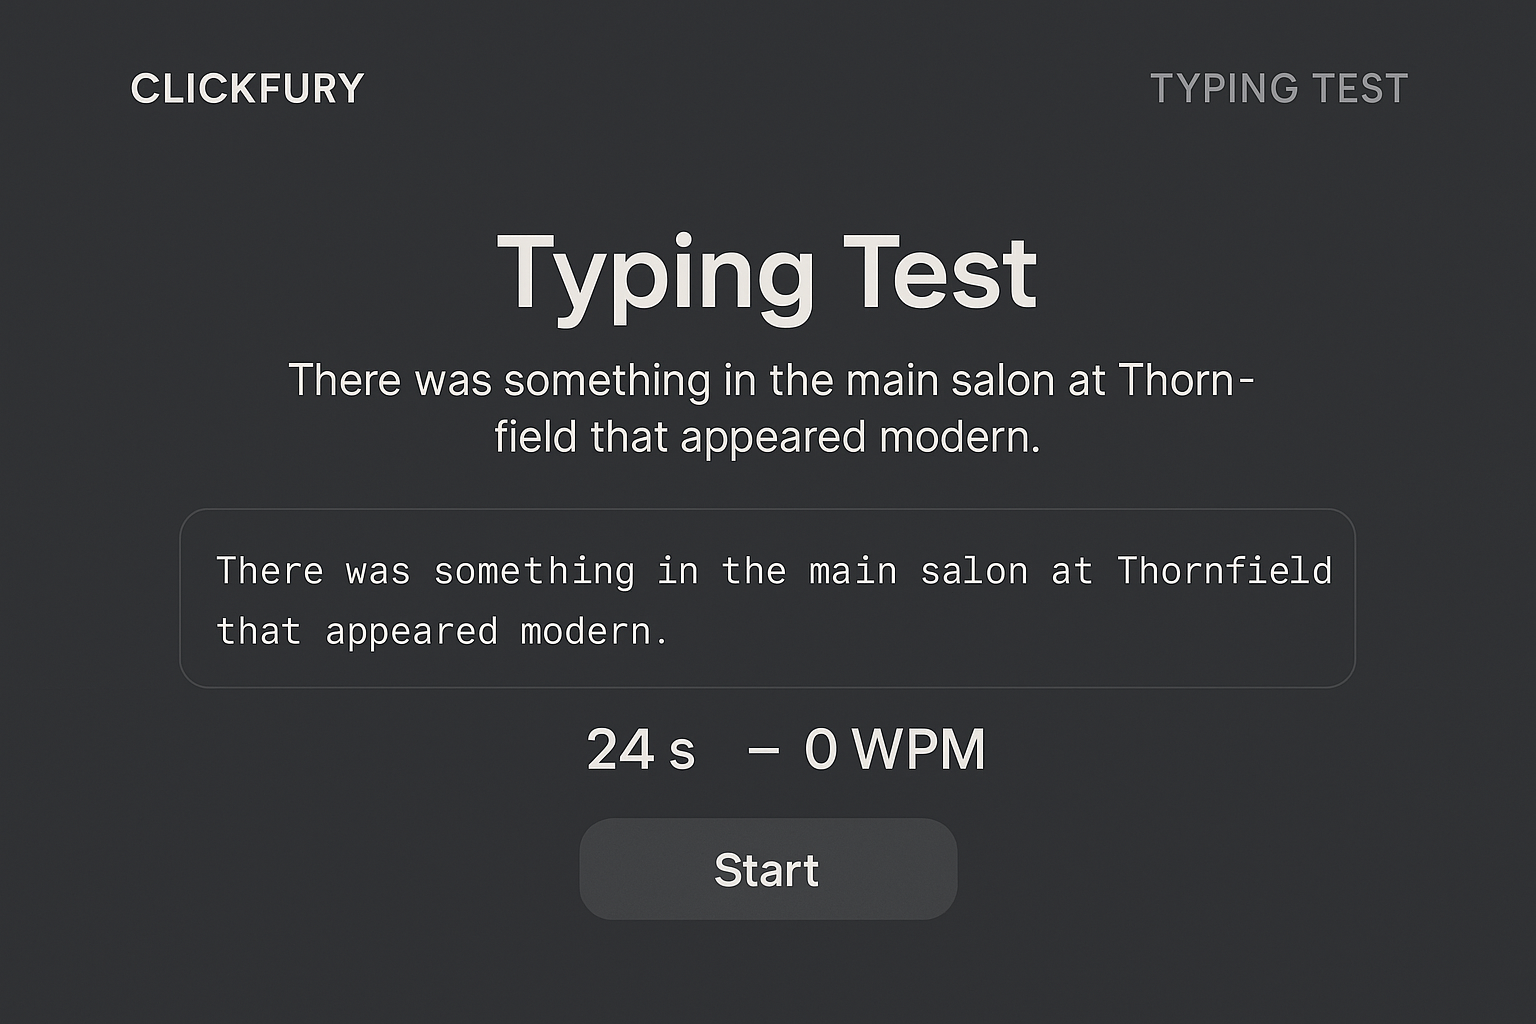 CLICKFURY
TYPING TEST
Typing Test
There was something in the main salon at Thorn-
field that appeared modern.
There was something in the main salon at Thornfield
that appeared modern.
24 s – 0 WPM
Start